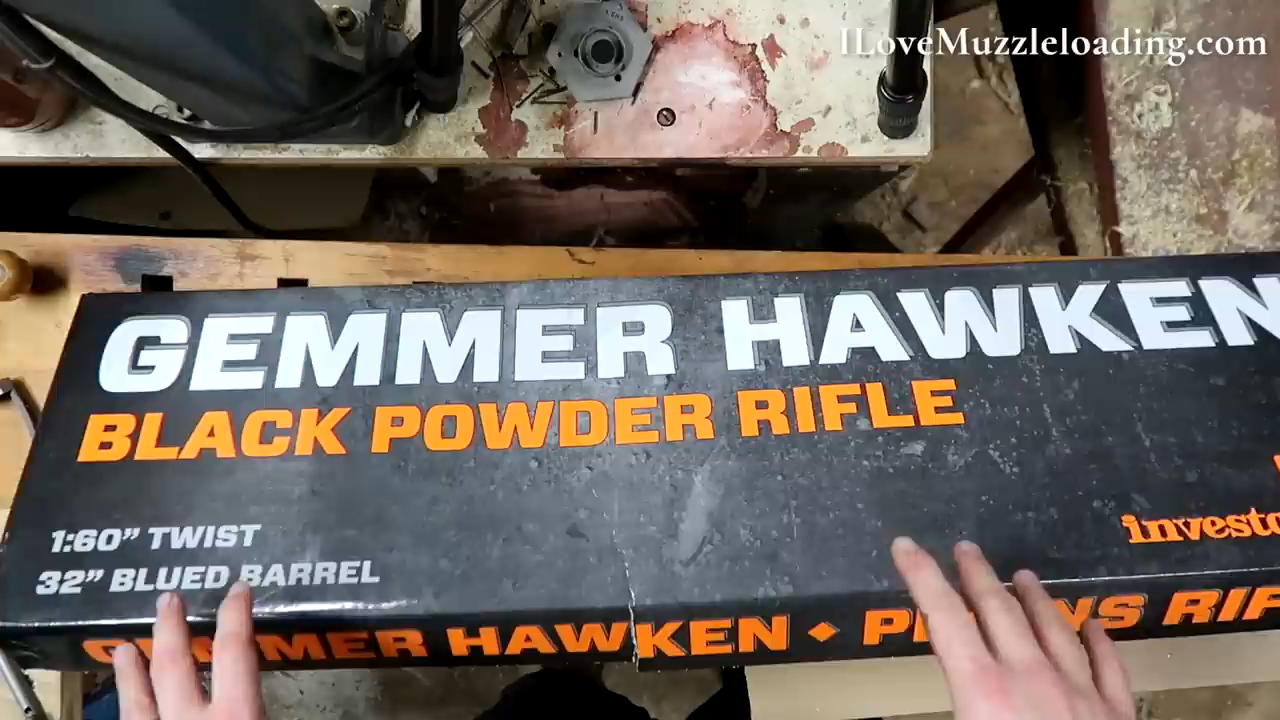 ILoveMuzzleloading.com
GEMMER HAWKEN
BLACK POWDER RIFLE
1:60” TWIST
32” BLUED BARREL
GEMMER HAWKEN ◆